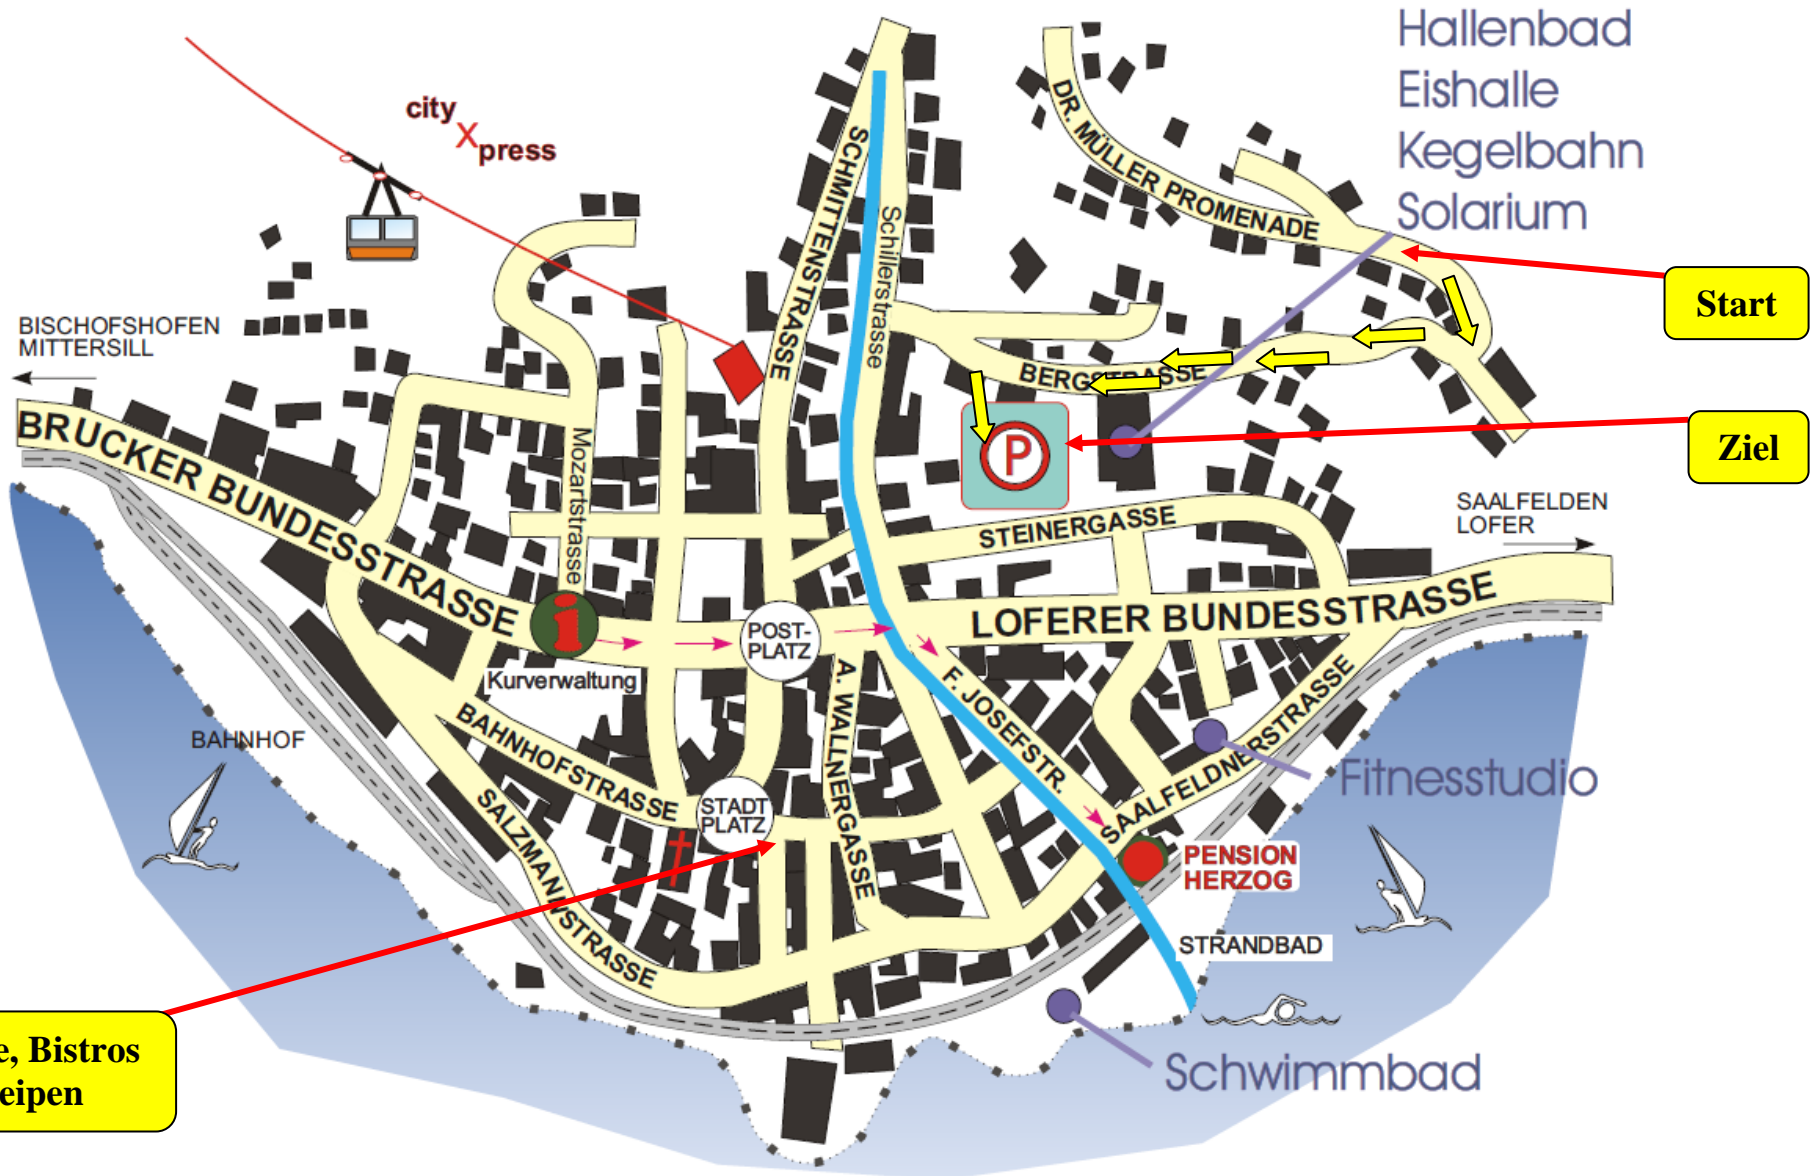 Hallenbad
Eishalle
Kegelbahn
Solarium
city
X
press
SCHMITTENSTRASSE
Schillerstrasse
DR. MÜLLER PROMENADE
Start
BISCHOFSHOFEN
MITTERSILL
BERGSTRASSE
P
Ziel
BRUCKER BUNDESSTRASSE
Mozartstrasse
STEINERGASSE
SAALFELDEN
LOFER
i
POST-
PLATZ
LOFERER BUNDESSTRASSE
Kurverwaltung
A. WALLNERGASSE
F. JOSEFSTR.
BAHNHOF
BAHNHOFSTRASSE
SAALFELDNERSTRASSE
Fitnesstudio
STADT
PLATZ
SALZMANNSTRASSE
PENSION
HERZOG
STRANDBAD
Bistros
Schwimmbad